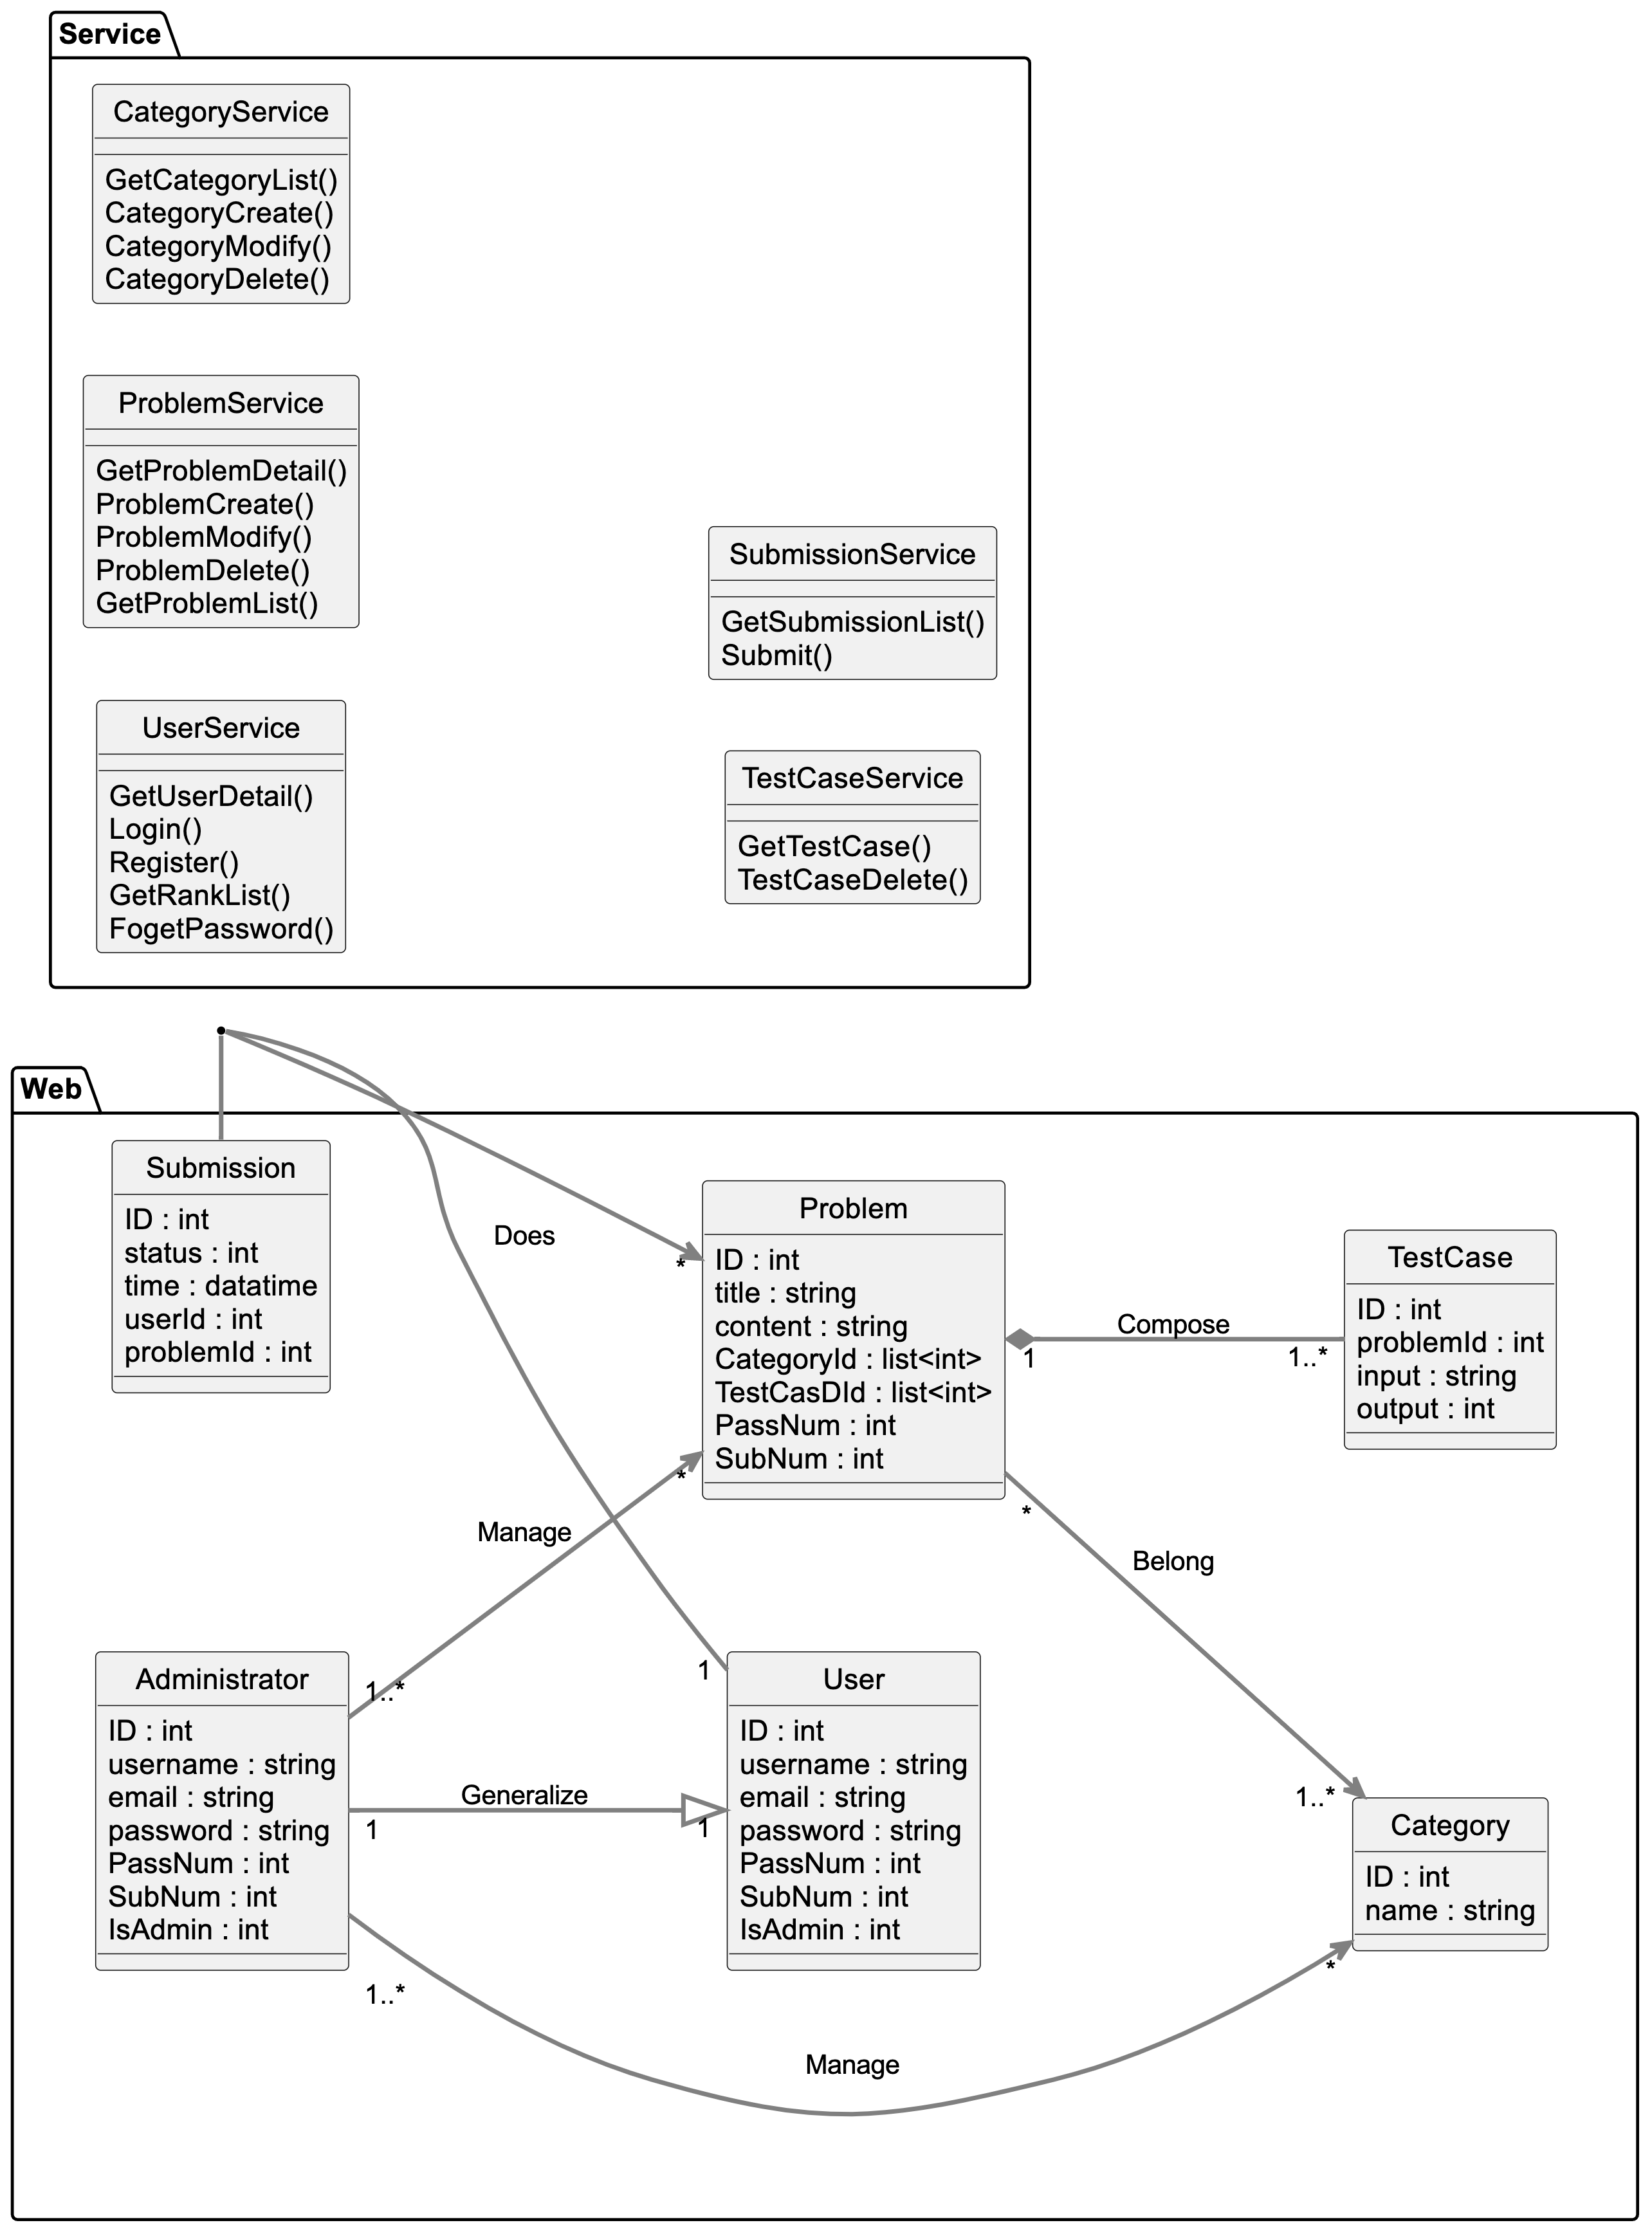 Service
CategoryService
GetCategoryList()
CategoryCreate()
CategoryModify()
CategoryDelete()
ProblemService
GetProblemDetail()
ProblemCreate()
ProblemModify()
ProblemDelete()
GetProblemList()
SubmissionService
GetSubmissionList()
Submit()
UserService
GetUserDetail()
Login()
Register()
GetRankList()
FogetPassword()
TestCaseService
GetTestCase()
TestCaseDelete()
Web
Submission
ID : int
status : int
time : datatime
userId : int
problemId : int
Does
*
Problem
ID : int
title : string
content : string
CategoryId : list<int>
TestCasDId : list<int>
PassNum : int
SubNum : int
Compose
1
1..*
TestCase
ID : int
problemId : int
input : string
output : int
*
Manage
1..*
*
Belong
1..*
1
Administrator
ID : int
username : string
email : string
password : string
PassNum : int
SubNum : int
IsAdmin : int
Generalize
1
1
User
ID : int
username : string
email : string
password : string
PassNum : int
SubNum : int
IsAdmin : int
Category
ID : int
name : string
1..*
Manage
*